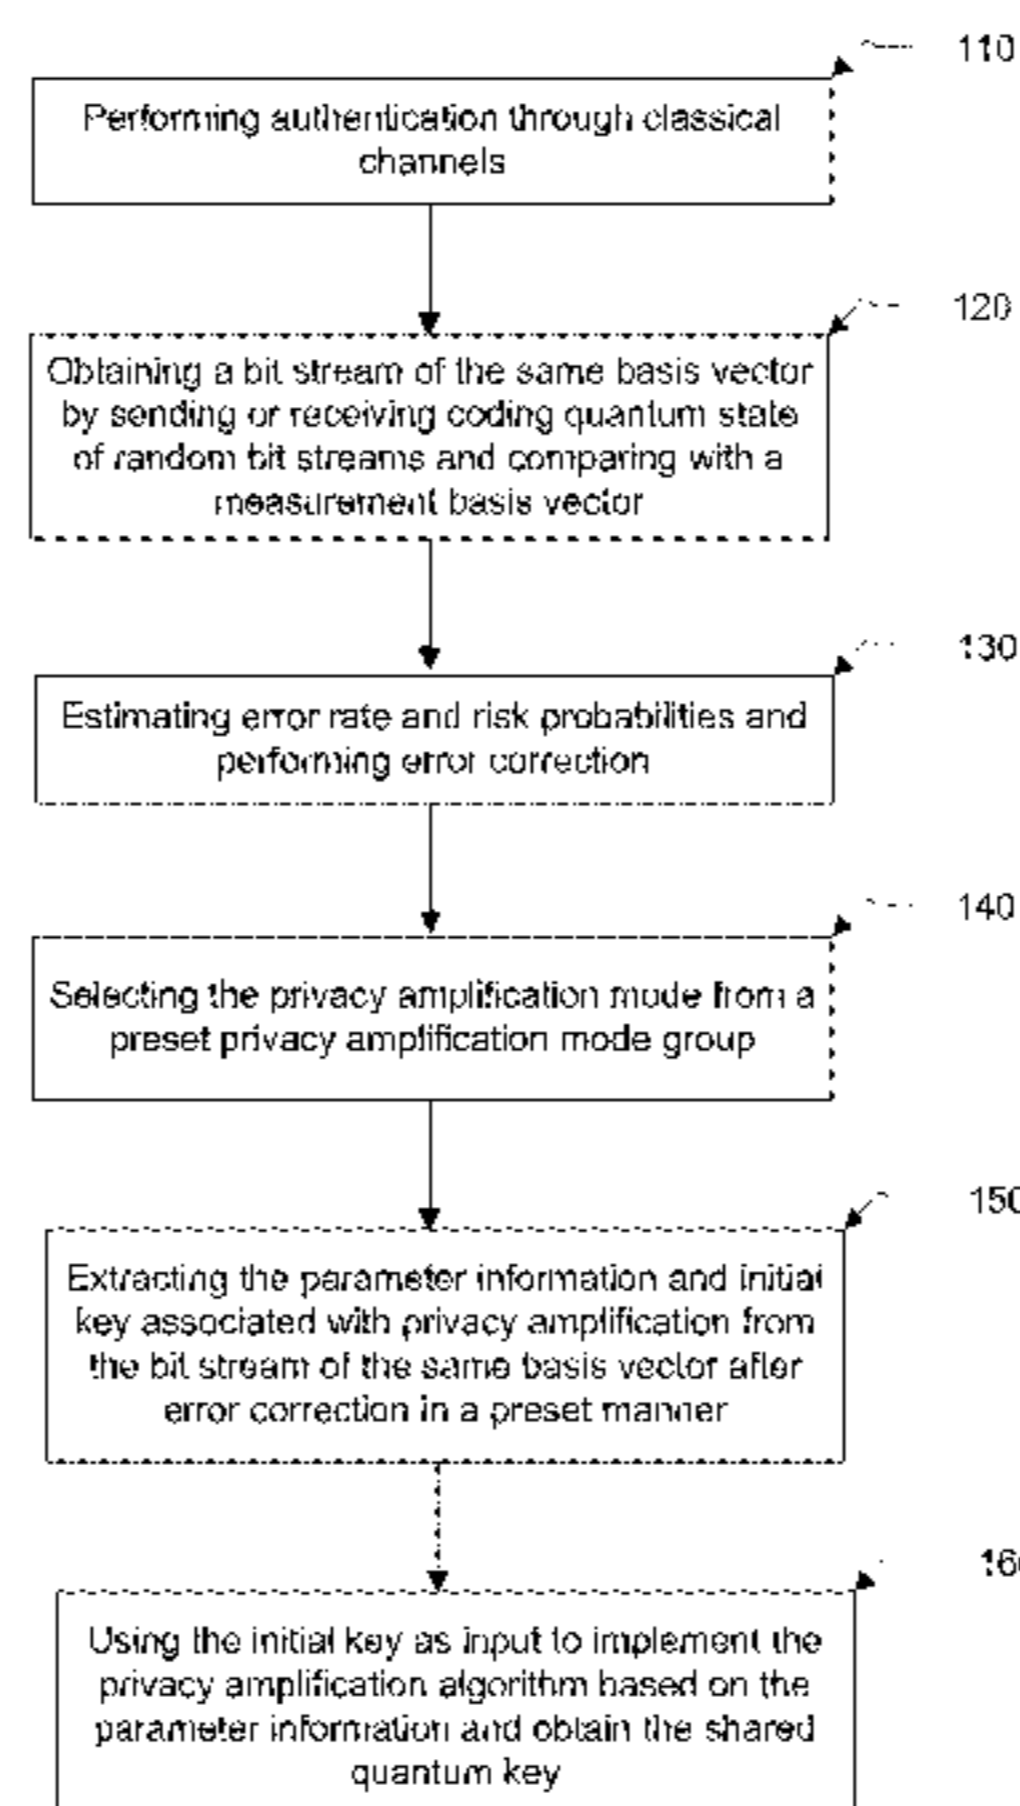 110
Performing authentication through classical
channels
120
Obtaining a bit stream of the same basis vector
by sending or receiving coding quantum state
of random bit streams and comparing with a
measurement basis vector
130
Estimating error rate and risk probabilities and
performing error correction
140
Selecting the privacy amplification mode from a
preset privacy amplification mode group
150
Extracting the parameter information and initial
key associated with privacy amplification from
the bit stream of the same basis vector after
error correction in a preset manner
160
Using the initial key as input to implement the
privacy amplification algorithm based on the
parameter information and obtain the shared
quantum key